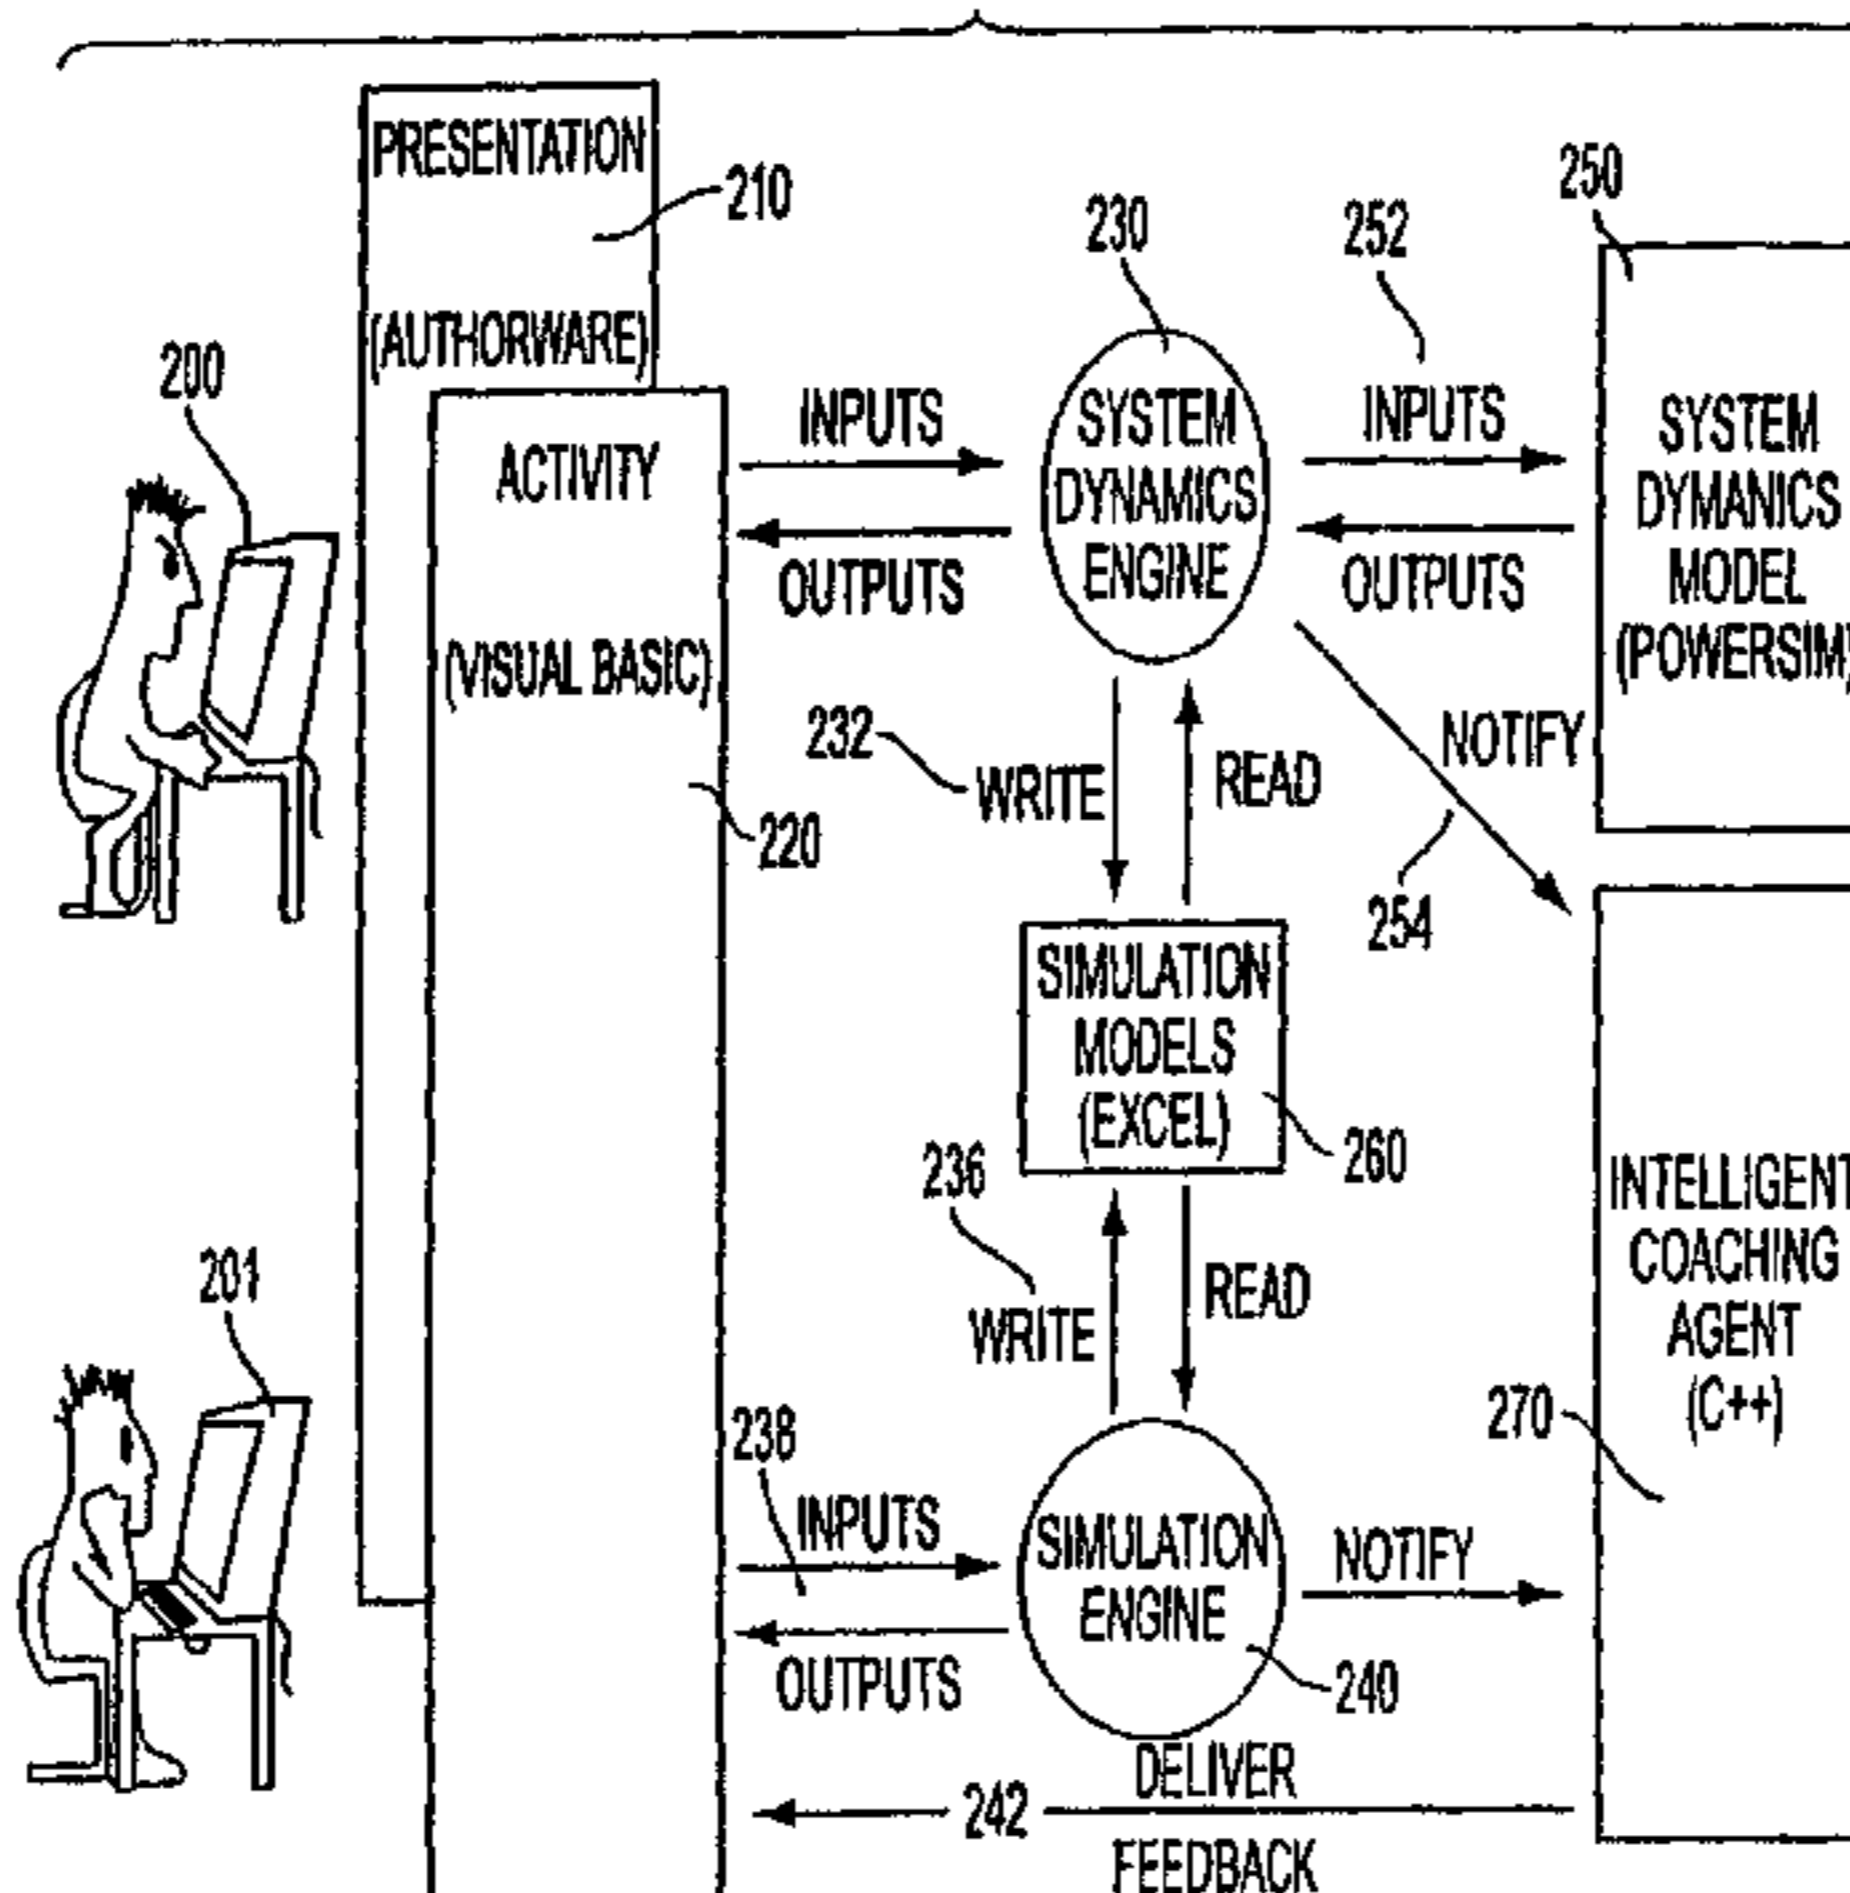 PRESENTATION
210
(AUTHORWARE)
200
ACTIVITY
(VISUAL BASIC)
220
INPUTS
OUTPUTS
230
SYSTEM
DYNAMICS
ENGINE
252
INPUTS
OUTPUTS
250
SYSTEM
DYMANICS
MODEL
(POWERSIM)
232
WRITE
READ
NOTIFY
254
SIMULATION
MODELS
(EXCEL)
260
236
WRITE
READ
INTELLIGENT
COACHING
AGENT
(C++)
270
201
238
INPUTS
OUTPUTS
SIMULATION
ENGINE
240
NOTIFY
242
DELIVER
FEEDBACK